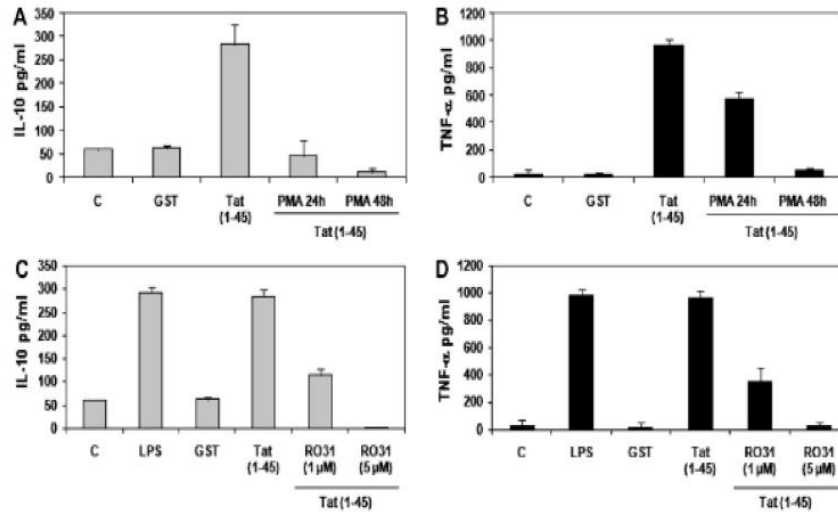 A
IL-10 pg/ml
350
300
250
200
150
100
50
0
C GST Tat PMA 24h PMA 48h
(1-45)
Tat (1-45)
B
TNF-α pg/ml
1200
1000
800
600
400
200
0
C GST Tat PMA 24h PMA 48h
(1-45)
Tat (1-45)
C
IL-10 pg/ml
350
300
250
200
150
100
50
0
C LPS GST Tat RO31 RO31
(1-45) (1 µM) (5 µM)
Tat (1-45)
D
TNF-α pg/ml
1200
1000
800
600
400
200
0
C LPS GST Tat RO31 RO31
(1-45) (1 µM) (5 µM)
Tat (1-45)